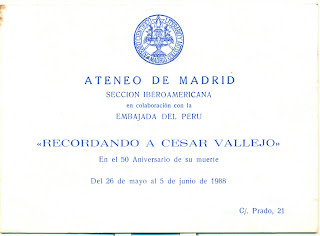 ATENEO DE MADRID
SECCION IBEROAMERICANA
en colaboración con la
EMBAJADA DEL PERU
«RECORDANDO A CESAR VALLEJO»
En el 50 Aniversario de su muerte
Del 26 de mayo al 5 de junio de 1988
C/. Prado, 21